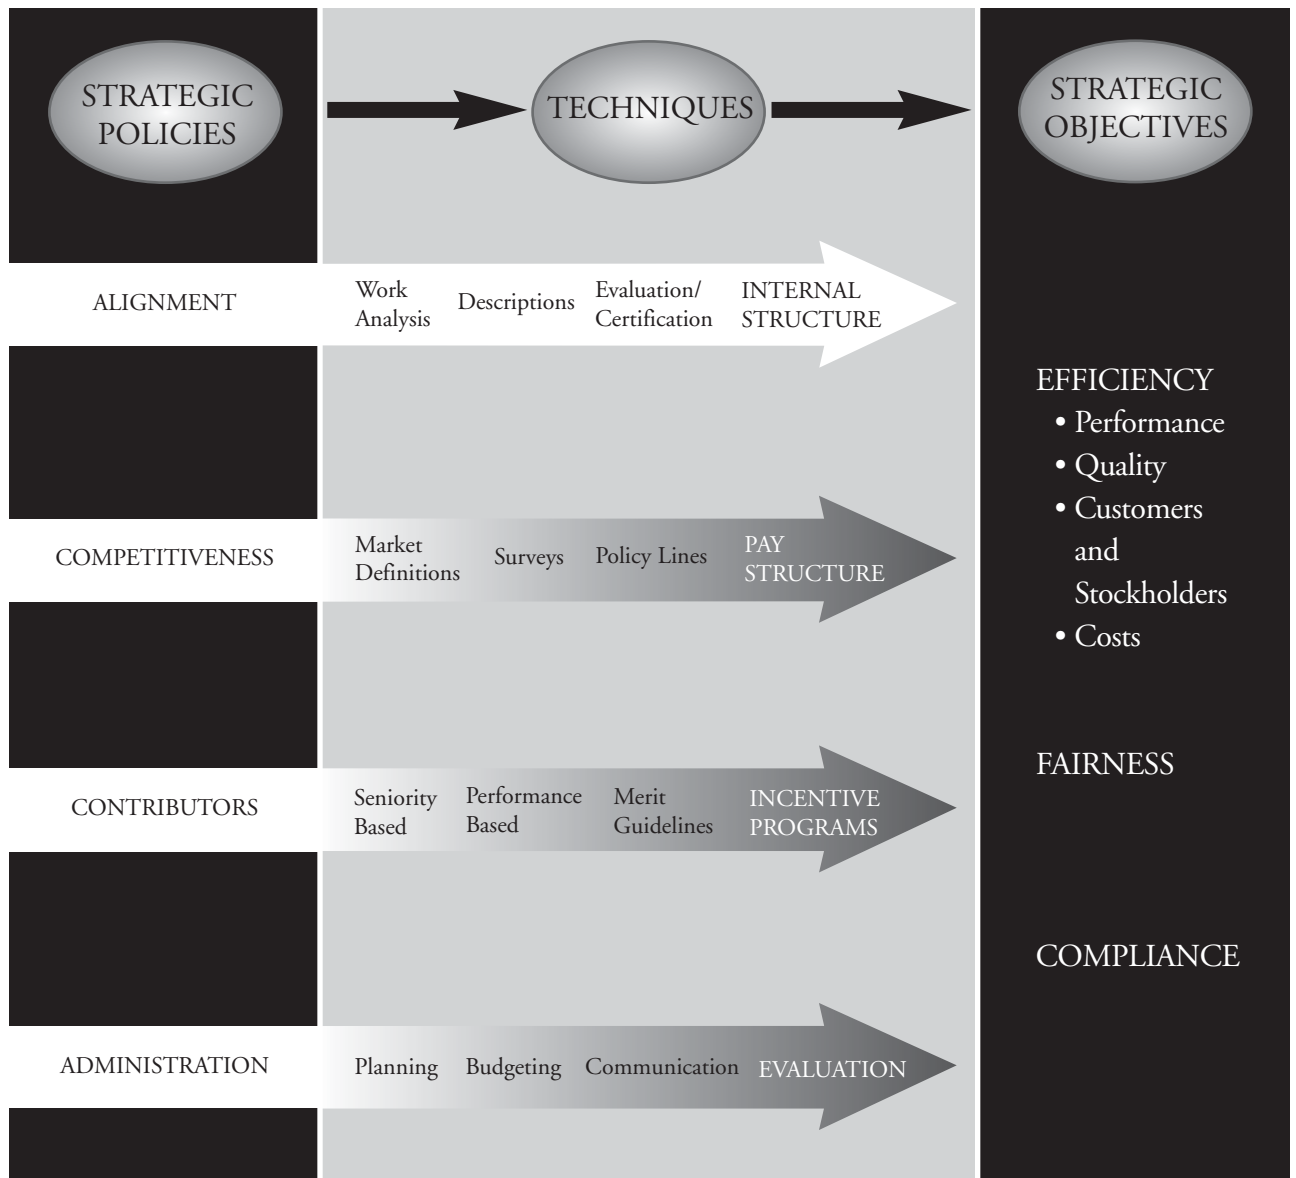 STRATEGIC
POLICIES
TECHNIQUES
STRATEGIC
OBJECTIVES
ALIGNMENT
Work
Analysis
Descriptions
Evaluation/
Certification
INTERNAL
STRUCTURE
COMPETITIVENESS
Market
Definitions
Surveys
Policy Lines
PAY
STRUCTURE
CONTRIBUTORS
Seniority
Based
Performance
Based
Merit
Guidelines
INCENTIVE
PROGRAMS
ADMINISTRATION
Planning
Budgeting
Communication
EVALUATION
EFFICIENCY
• Performance
• Quality
• Customers
and
Stockholders
• Costs
FAIRNESS
COMPLIANCE